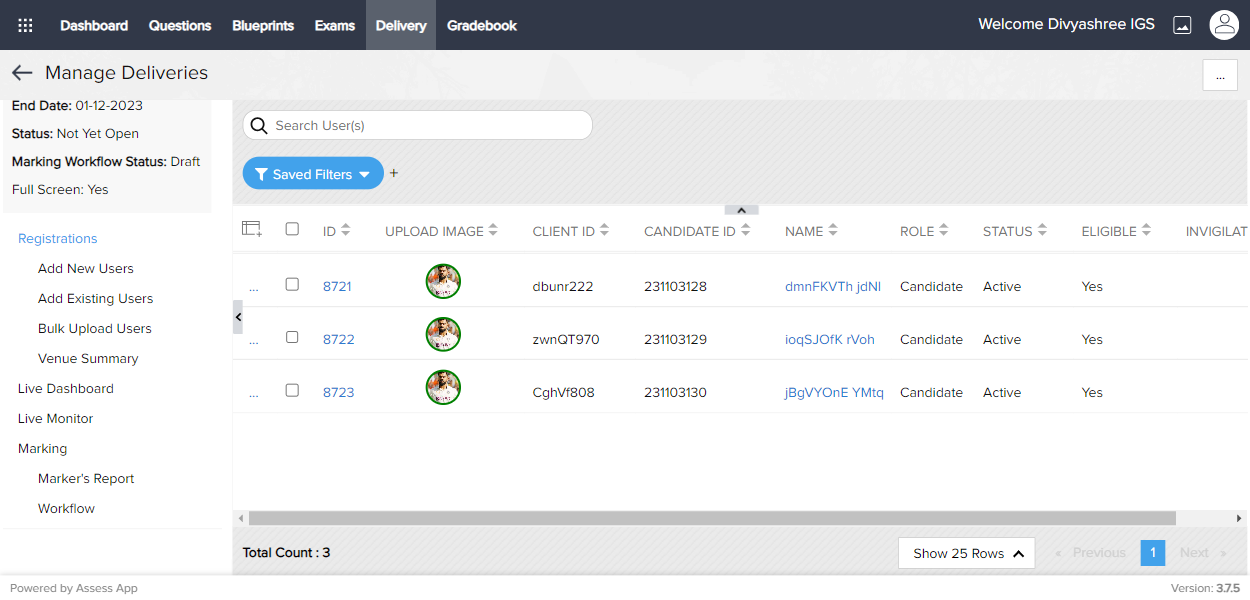 Dashboard Questions Blueprints Exams Delivery Gradebook Welcome Divyashree IGS
Manage Deliveries ...
End Date: 01-12-2023
Status: Not Yet Open
Marking Workflow Status: Draft
Full Screen: Yes
Registrations
Add New Users
Add Existing Users
Bulk Upload Users
Venue Summary
Live Dashboard
Live Monitor
Marking
Marker's Report
Workflow
Search User(s)
Saved Filters +
ID UPLOAD IMAGE CLIENT ID CANDIDATE ID NAME ROLE STATUS ELIGIBLE INVIGILAT
... 8721 dbunr222 231103128 dmnFKVTh jdNl Candidate Active Yes
... 8722 zwnQT970 231103129 ioqSJOfK rVoh Candidate Active Yes
... 8723 CghVf808 231103130 jBgVYOnE YMtq Candidate Active Yes
Total Count : 3 Show 25 Rows « Previous 1 Next »
Powered by Assess App Version: 3.7.5